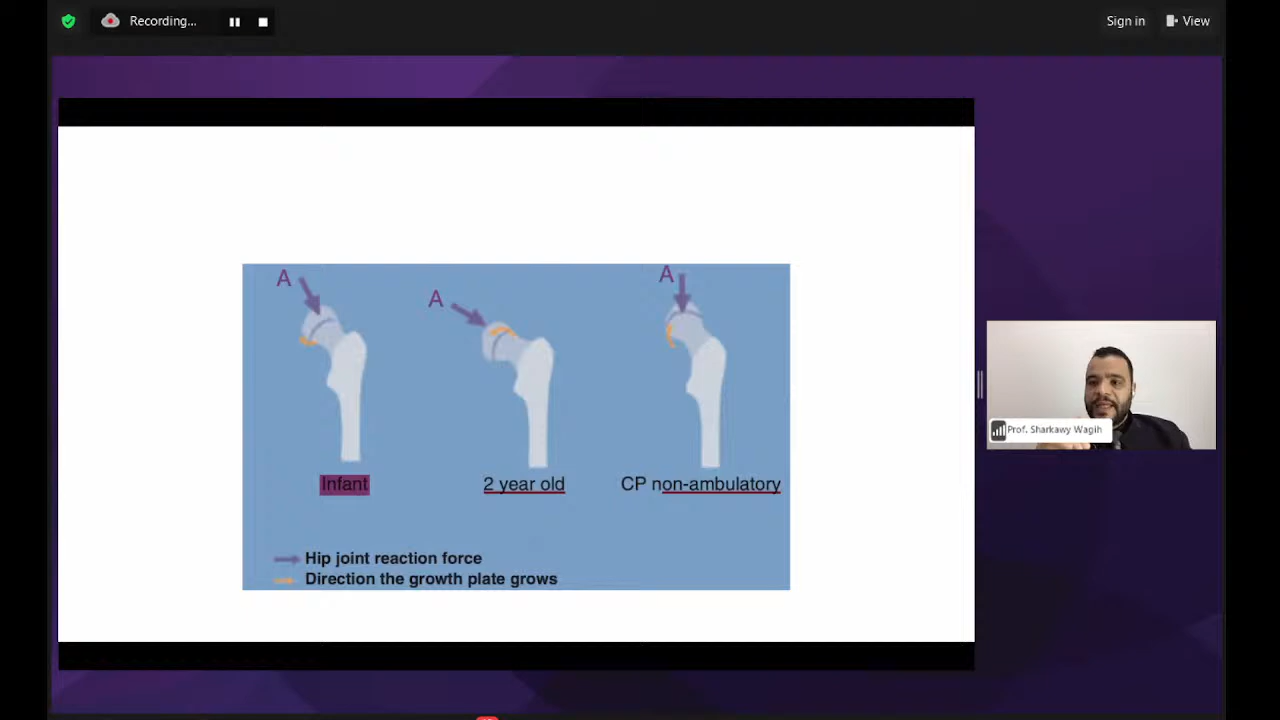 Recording...
Sign in
View
A
A
A
Infant
2 year old
CP non-ambulatory
Hip joint reaction force
Direction the growth plate grows
Prof. Sharkawy Wagih